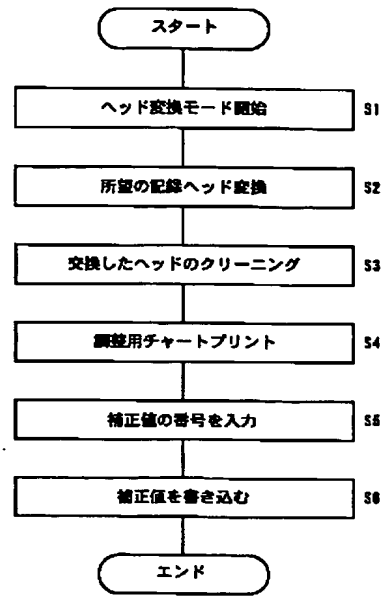 スタート
ヘッド変換モード開始 S1
所望の記録ヘッド変換 S2
交換したヘッドのクリーニング S3
調整用チャートプリント S4
補正値の番号を入力 S5
補正値を書き込む S6
エンド